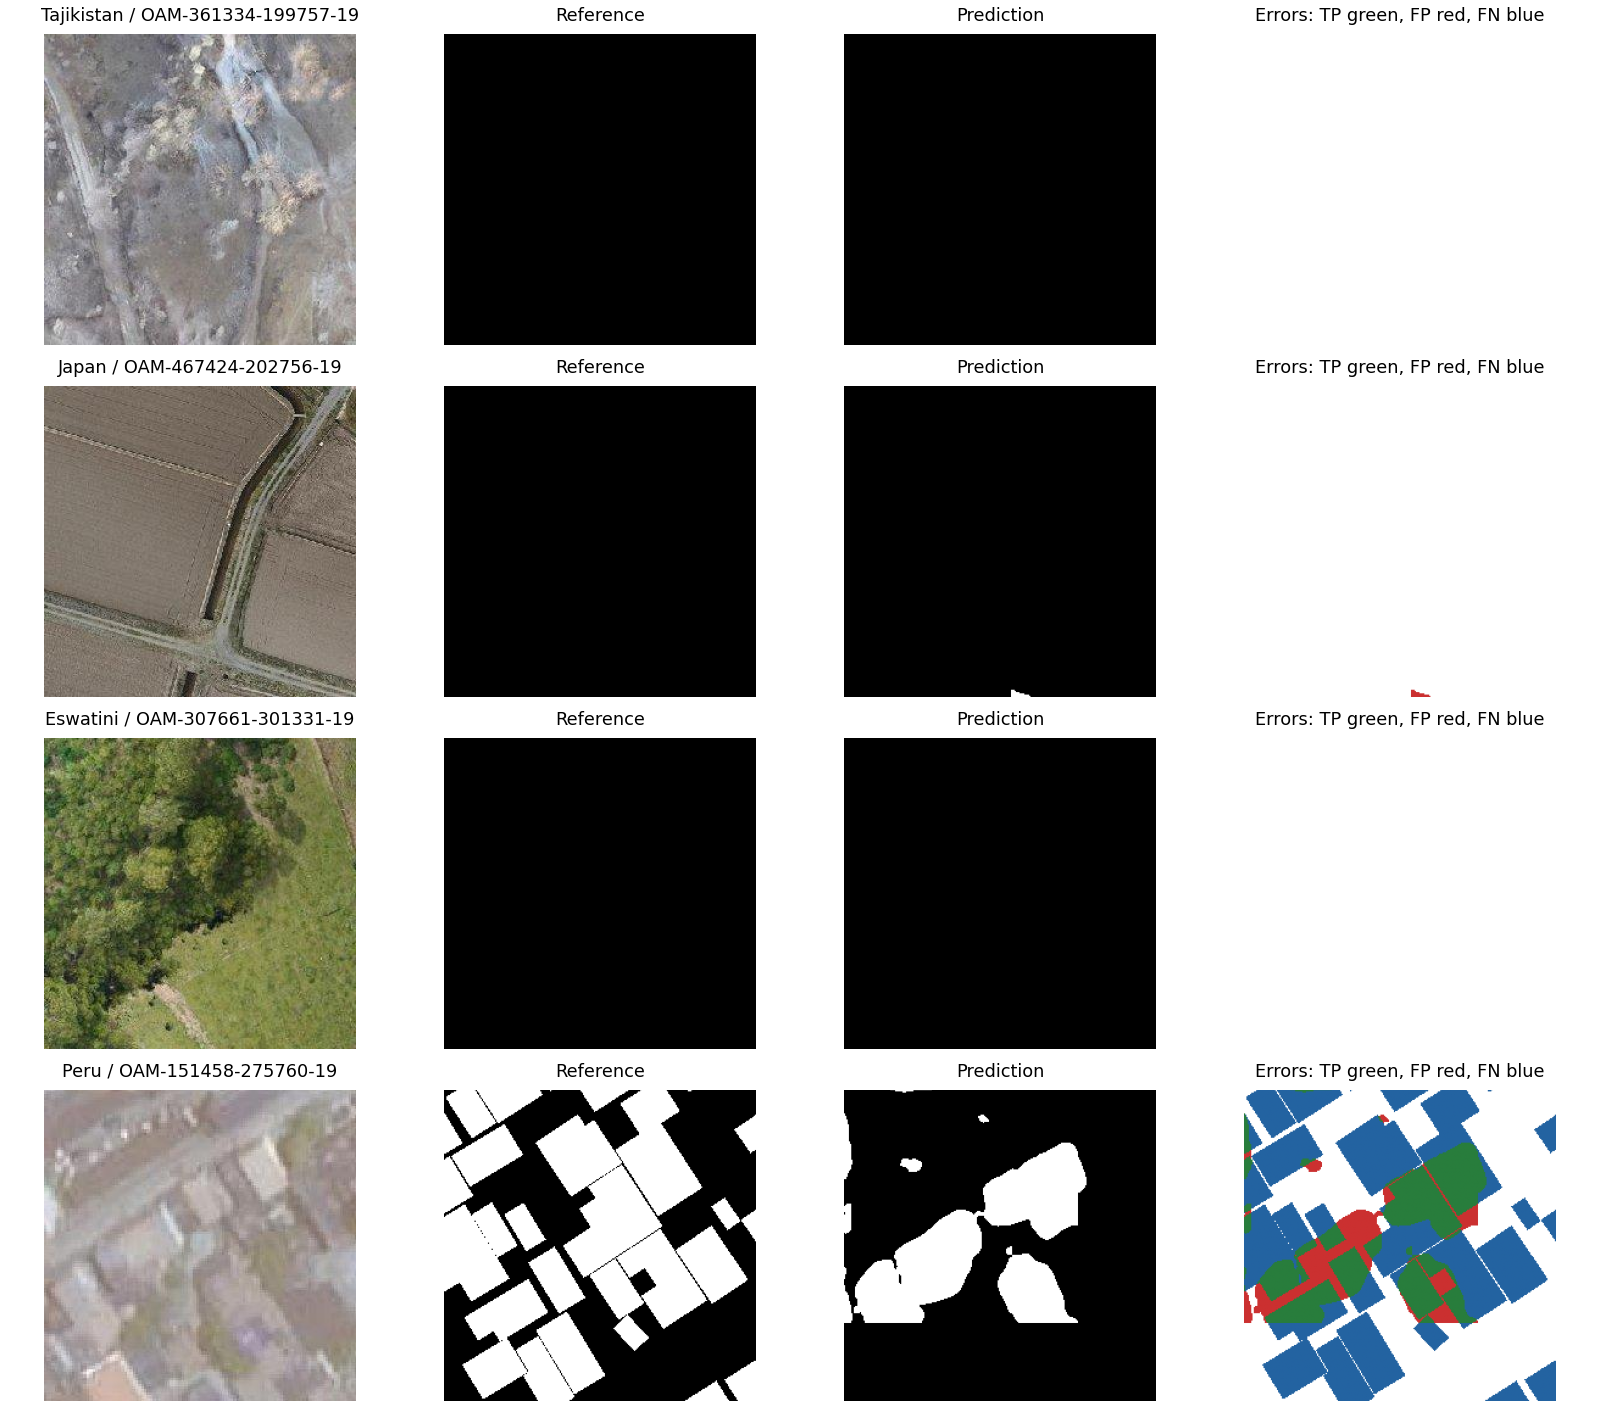 Tajikistan / OAM-361334-199757-19
Reference
Prediction
Errors: TP green, FP red, FN blue
Japan / OAM-467424-202756-19
Reference
Prediction
Errors: TP green, FP red, FN blue
Eswatini / OAM-307661-301331-19
Reference
Prediction
Errors: TP green, FP red, FN blue
Peru / OAM-151458-275760-19
Reference
Prediction
Errors: TP green, FP red, FN blue